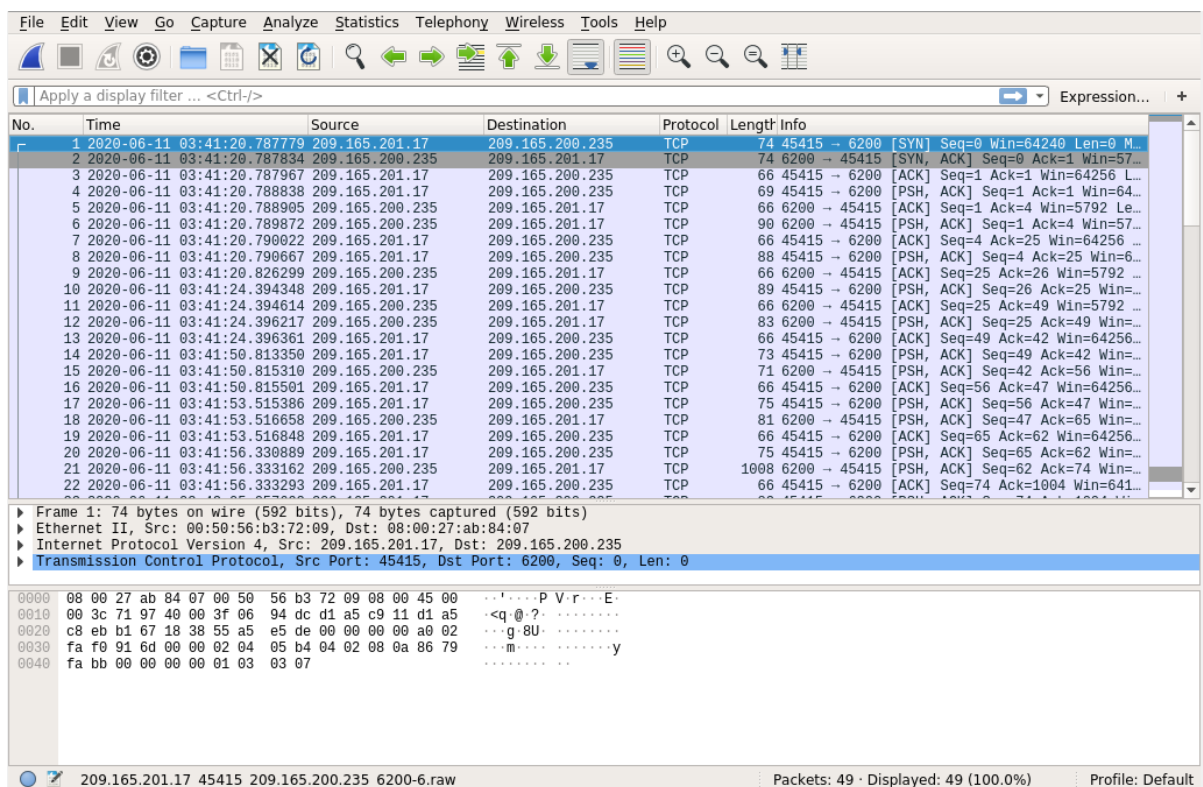 File Edit View Go Capture Analyze Statistics Telephony Wireless Tools Help
Apply a display filter ... <Ctrl-/> Expression... +
No. Time Source Destination Protocol Length Info
1 2020-06-11 03:41:20.787779 209.165.201.17 209.165.200.235 TCP 74 45415 → 6200 [SYN] Seq=0 Win=64240 Len=0 M…
2 2020-06-11 03:41:20.787834 209.165.200.235 209.165.201.17 TCP 74 6200 → 45415 [SYN, ACK] Seq=0 Ack=1 Win=57…
3 2020-06-11 03:41:20.787967 209.165.201.17 209.165.200.235 TCP 66 45415 → 6200 [ACK] Seq=1 Ack=1 Win=64256 L…
4 2020-06-11 03:41:20.788838 209.165.201.17 209.165.200.235 TCP 69 45415 → 6200 [PSH, ACK] Seq=1 Ack=1 Win=64…
5 2020-06-11 03:41:20.788905 209.165.200.235 209.165.201.17 TCP 66 6200 → 45415 [ACK] Seq=1 Ack=4 Win=5792 Le…
6 2020-06-11 03:41:20.789872 209.165.200.235 209.165.201.17 TCP 90 6200 → 45415 [PSH, ACK] Seq=1 Ack=4 Win=57…
7 2020-06-11 03:41:20.790022 209.165.201.17 209.165.200.235 TCP 66 45415 → 6200 [ACK] Seq=4 Ack=25 Win=64256 …
8 2020-06-11 03:41:20.790667 209.165.201.17 209.165.200.235 TCP 88 45415 → 6200 [PSH, ACK] Seq=4 Ack=25 Win=6…
9 2020-06-11 03:41:20.826299 209.165.200.235 209.165.201.17 TCP 66 6200 → 45415 [ACK] Seq=25 Ack=26 Win=5792 …
10 2020-06-11 03:41:24.394348 209.165.201.17 209.165.200.235 TCP 89 45415 → 6200 [PSH, ACK] Seq=26 Ack=25 Win=…
11 2020-06-11 03:41:24.394614 209.165.200.235 209.165.201.17 TCP 66 6200 → 45415 [ACK] Seq=25 Ack=49 Win=5792 …
12 2020-06-11 03:41:24.396217 209.165.200.235 209.165.201.17 TCP 83 6200 → 45415 [PSH, ACK] Seq=25 Ack=49 Win=…
13 2020-06-11 03:41:24.396361 209.165.201.17 209.165.200.235 TCP 66 45415 → 6200 [ACK] Seq=49 Ack=42 Win=64256…
14 2020-06-11 03:41:50.813350 209.165.201.17 209.165.200.235 TCP 73 45415 → 6200 [PSH, ACK] Seq=49 Ack=42 Win=…
15 2020-06-11 03:41:50.815310 209.165.200.235 209.165.201.17 TCP 71 6200 → 45415 [PSH, ACK] Seq=42 Ack=56 Win=…
16 2020-06-11 03:41:50.815501 209.165.201.17 209.165.200.235 TCP 66 45415 → 6200 [ACK] Seq=56 Ack=47 Win=64256…
17 2020-06-11 03:41:53.515386 209.165.201.17 209.165.200.235 TCP 75 45415 → 6200 [PSH, ACK] Seq=56 Ack=47 Win=…
18 2020-06-11 03:41:53.516658 209.165.200.235 209.165.201.17 TCP 81 6200 → 45415 [PSH, ACK] Seq=47 Ack=65 Win=…
19 2020-06-11 03:41:53.516848 209.165.201.17 209.165.200.235 TCP 66 45415 → 6200 [ACK] Seq=65 Ack=62 Win=64256…
20 2020-06-11 03:41:56.330889 209.165.201.17 209.165.200.235 TCP 75 45415 → 6200 [PSH, ACK] Seq=65 Ack=62 Win=…
21 2020-06-11 03:41:56.333162 209.165.200.235 209.165.201.17 TCP 1008 6200 → 45415 [PSH, ACK] Seq=62 Ack=74 Win=…
22 2020-06-11 03:41:56.333293 209.165.201.17 209.165.200.235 TCP 66 45415 → 6200 [ACK] Seq=74 Ack=1004 Win=641…
Frame 1: 74 bytes on wire (592 bits), 74 bytes captured (592 bits)
Ethernet II, Src: 00:50:56:b3:72:09, Dst: 08:00:27:ab:84:07
Internet Protocol Version 4, Src: 209.165.201.17, Dst: 209.165.200.235
Transmission Control Protocol, Src Port: 45415, Dst Port: 6200, Seq: 0, Len: 0
0000 08 00 27 ab 84 07 00 50 56 b3 72 09 08 00 45 00 ··'····P V·r···E·
0010 00 3c 71 97 40 00 3f 06 94 dc d1 a5 c9 11 d1 a5 ·<q·@·?· ········
0020 c8 eb b1 67 18 38 55 a5 e5 de 00 00 00 00 a0 02 ···g·8U· ········
0030 fa f0 91 6d 00 00 02 04 05 b4 04 02 08 0a 86 79 ···m···· ·······y
0040 fa bb 00 00 00 00 01 03 03 07 ········ ··
209.165.201.17_45415_209.165.200.235_6200-6.raw Packets: 49 · Displayed: 49 (100.0%) Profile: Default